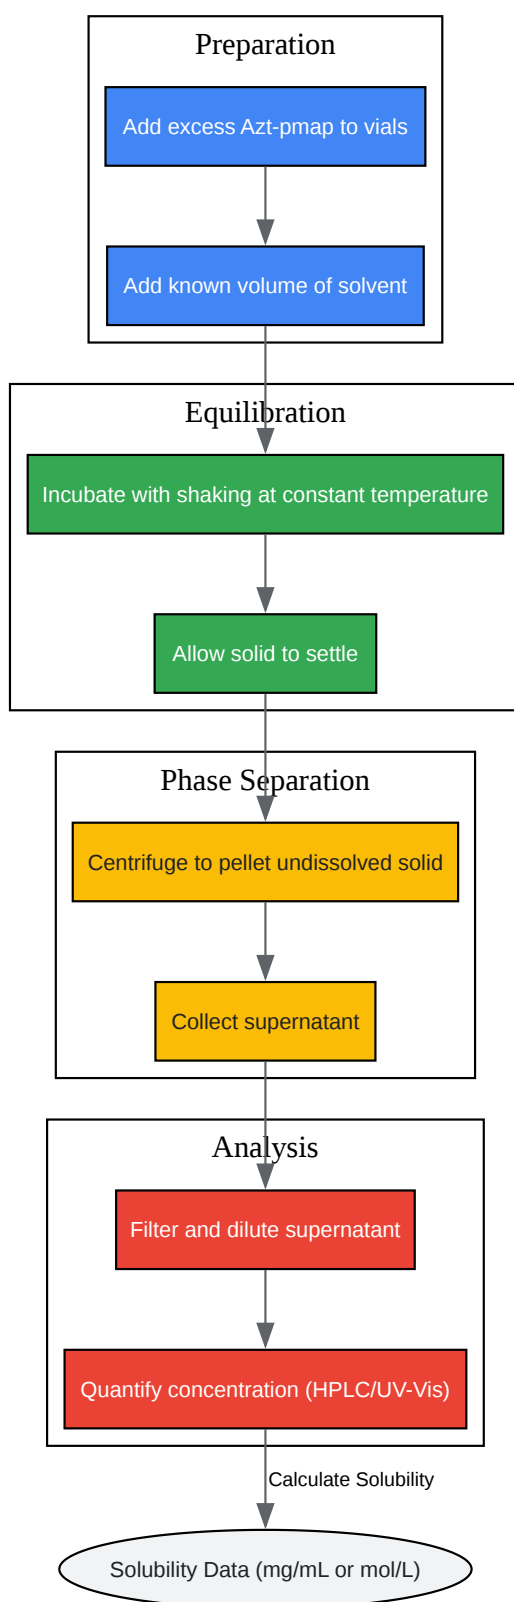 Preparation
Add excess Azt-pmap to vials
Add known volume of solvent
Equilibration
Incubate with shaking at constant temperature
Allow solid to settle
Phase Separation
Centrifuge to pellet undissolved solid
Collect supernatant
Analysis
Filter and dilute supernatant
Quantify concentration (HPLC/UV-Vis)
Calculate Solubility
Solubility Data (mg/mL or mol/L)